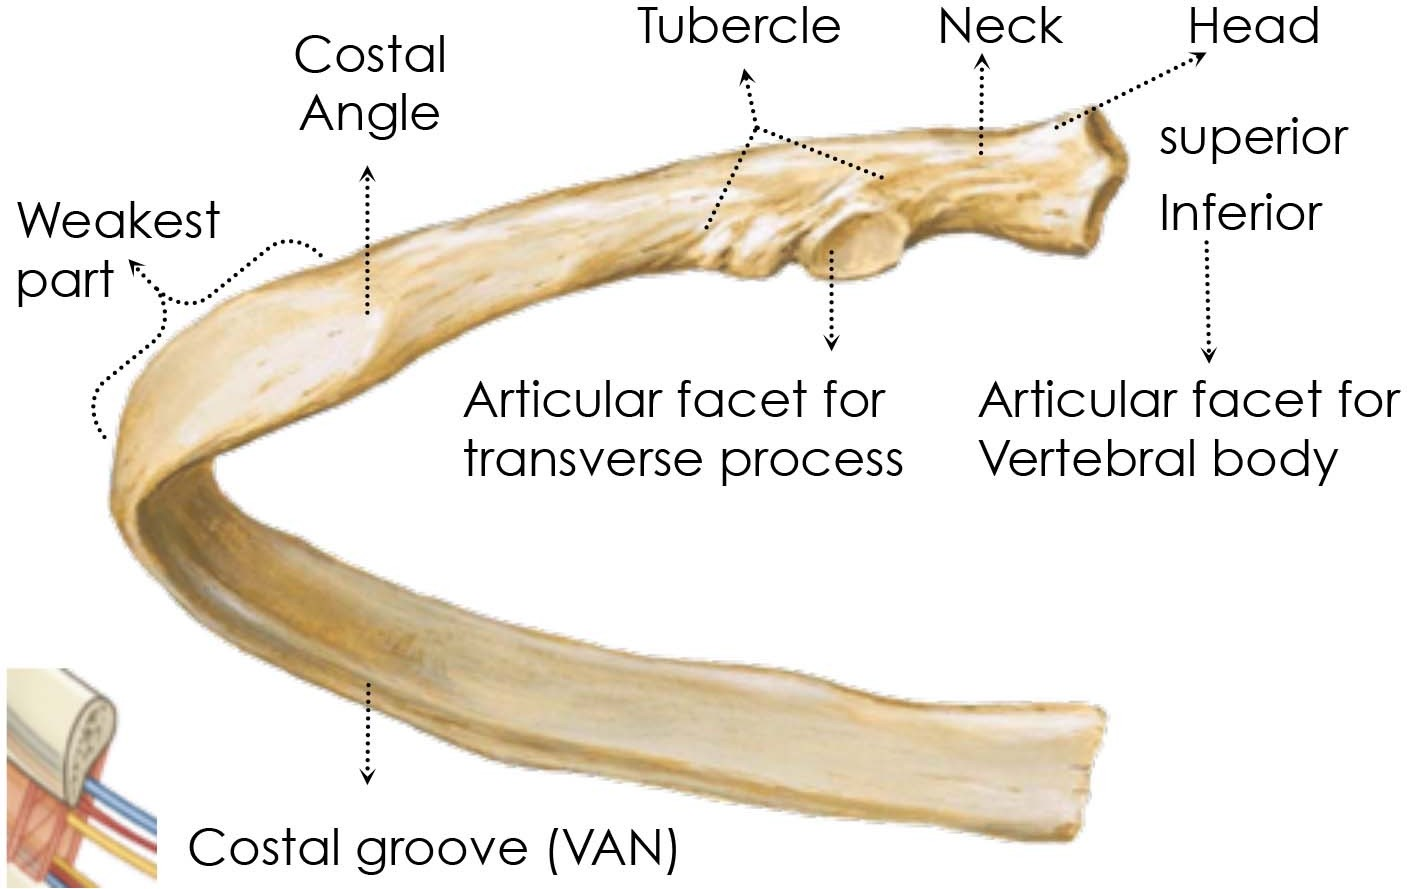 Tubercle
Neck
Head
Costal
Angle
superior
Weakest
part
Inferior
Articular facet for
transverse process
Articular facet for
Vertebral body
Costal groove (VAN)